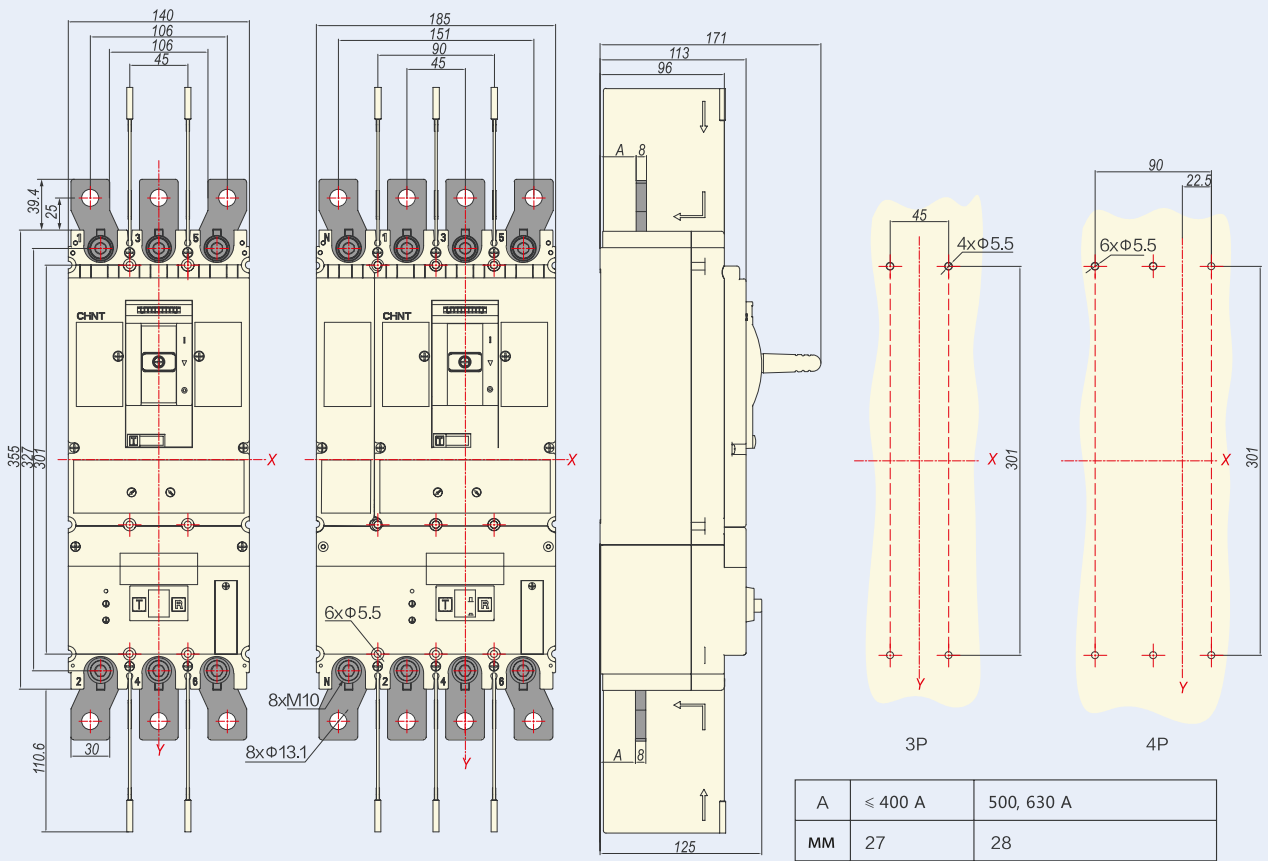 140
106
106
45
185
151
90
45
171
113
96
A 8
39.4
25
1 3 5
N 1 3 5
CHNT
CHNT
I
I
T
T
355
327
301
X
X
T R
T R
6xΦ5.5
2 4 6
N 2 4 6
8xM10
8xΦ13.1
30
110.6
Y
Y
A 8
125
45
4xΦ5.5
X
301
Y
3P
90
22.5
6xΦ5.5
X
301
Y
4P
A ≤ 400 A 500, 630 A
мм 27 28